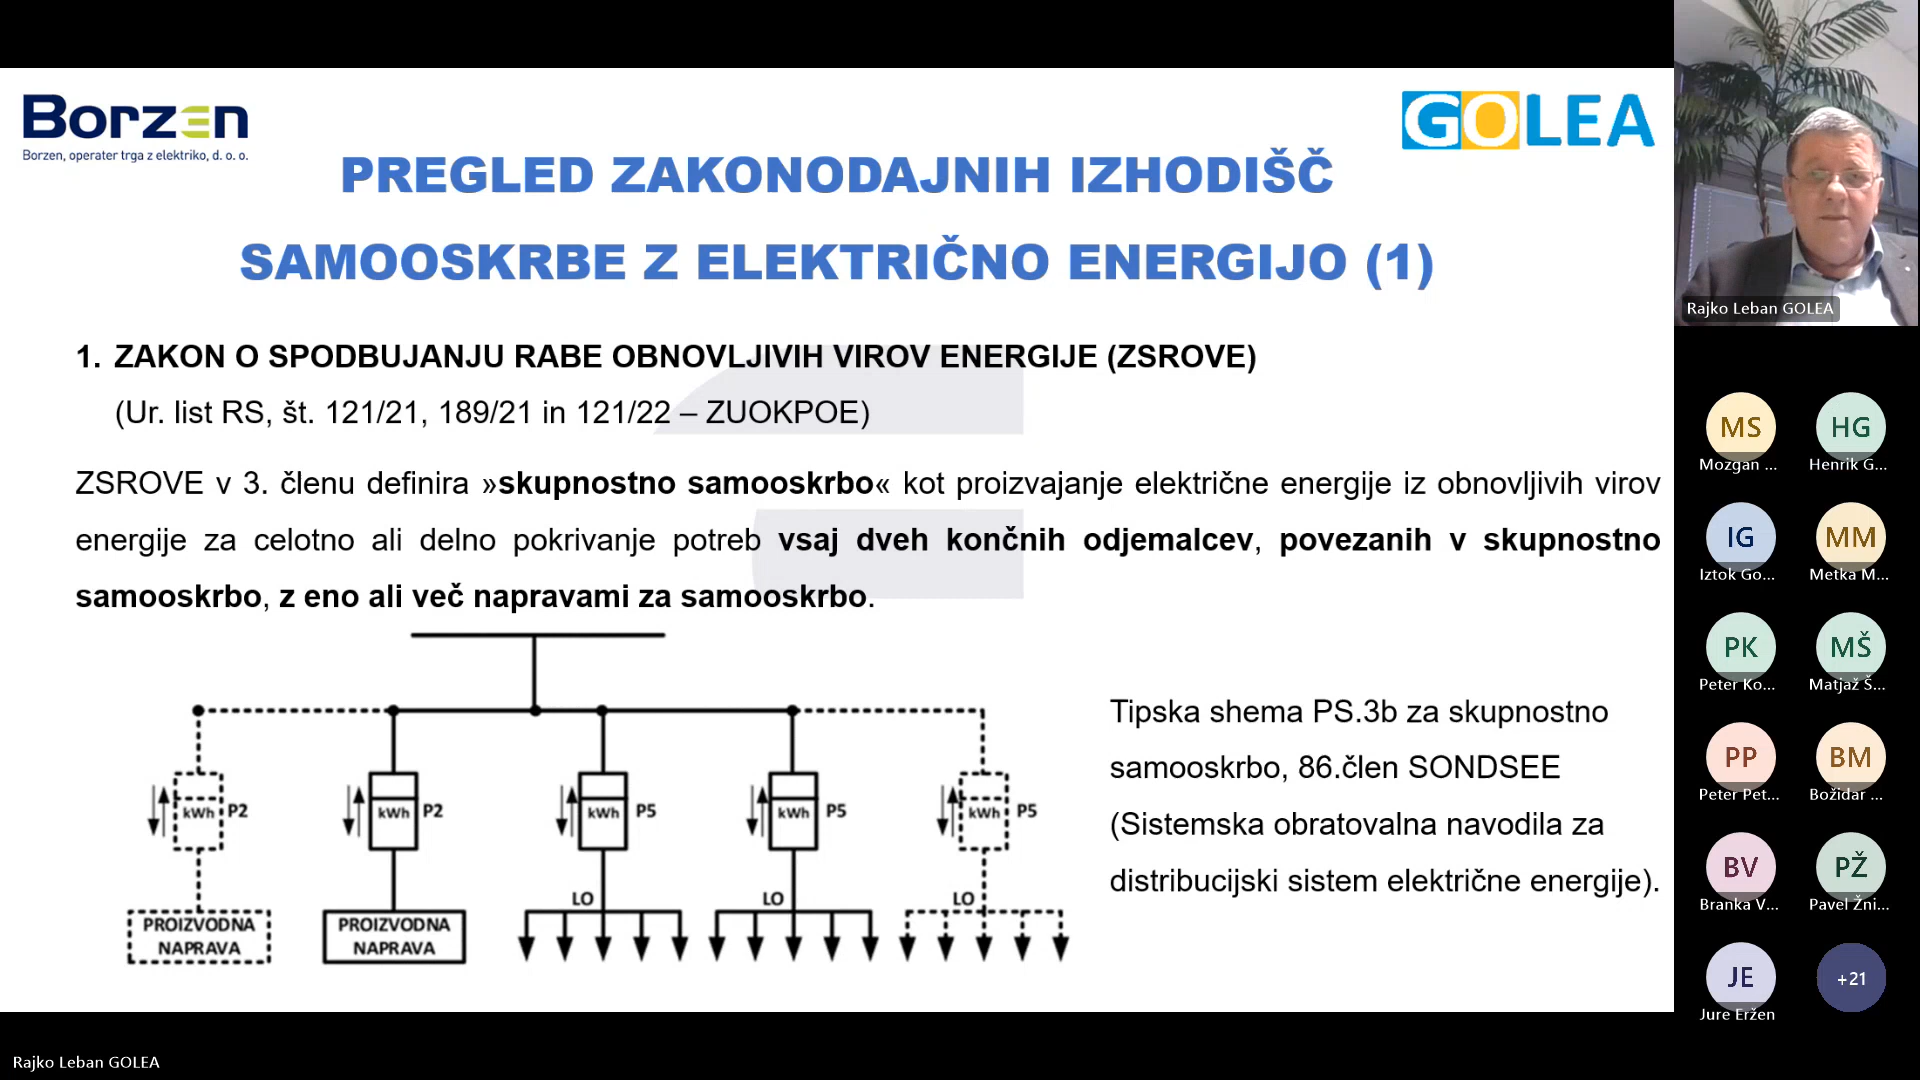 Borzen
Borzen, operater trga z elektriko, d. o. o.
GOLEA
PREGLED ZAKONODAJNIH IZHODIŠČ
SAMOOSKRBE Z ELEKTRIČNO ENERGIJO (1)
1. ZAKON O SPODBUJANJU RABE OBNOVLJIVIH VIROV ENERGIJE (ZSROVE)
(Ur. list RS, št. 121/21, 189/21 in 121/22 – ZUOKPOE)
ZSROVE v 3. členu definira »skupnostno samooskrbo« kot proizvajanje električne energije iz obnovljivih virov
energije za celotno ali delno pokrivanje potreb vsaj dveh končnih odjemalcev, povezanih v skupnostno
samooskrbo, z eno ali več napravami za samooskrbo.
kWh P2
kWh P2
kWh P5
kWh P5
kWh P5
LO
LO
LO
PROIZVODNA
NAPRAVA
PROIZVODNA
NAPRAVA
Tipska shema PS.3b za skupnostno
samooskrbo, 86.člen SONDSEE
(Sistemska obratovalna navodila za
distribucijski sistem električne energije).
Rajko Leban GOLEA
MS
Mozgan ...
HG
Henrik G...
IG
Iztok Go...
MM
Metka M...
PK
Peter Ko...
MŠ
Matjaž Š...
PP
Peter Pet...
BM
Božidar ...
BV
Branka V...
PŽ
Pavel Žni...
JE
Jure Eržen
+21
Rajko Leban GOLEA